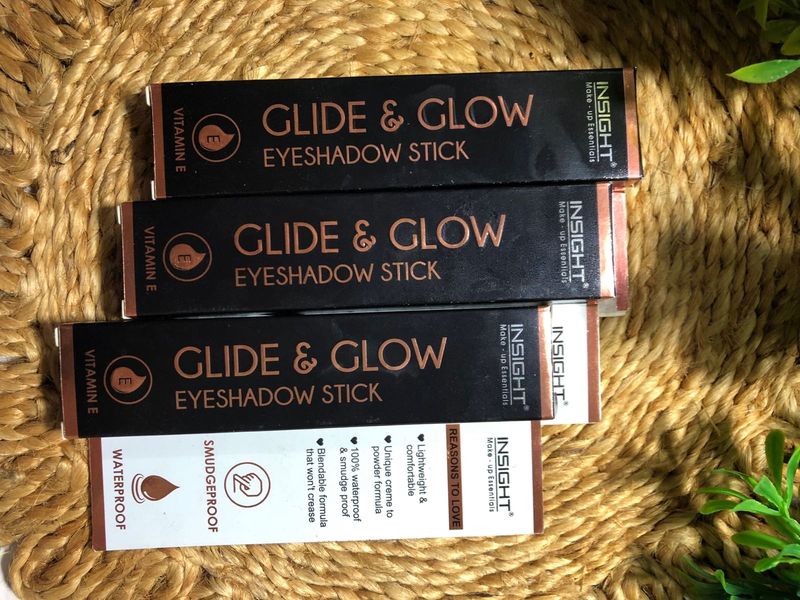 GLIDE & GLOW
EYESHADOW STICK
VITAMIN E
E
INSIGHT®
Make - up Essentials
GLIDE & GLOW
EYESHADOW STICK
VITAMIN E
E
INSIGHT®
Make - up Essentials
GLIDE & GLOW
EYESHADOW STICK
VITAMIN E
E
INSIGHT®
Make - up Essentials
INSIGHT®
INSIGHT®
Make - up Essentials
REASONS TO LOVE
Lightweight &
comfortable
Unique creme to
powder formula
100% waterproof
& smudge proof
Blendable formula
that won't crease
SMUDGEPROOF
WATERPROOF